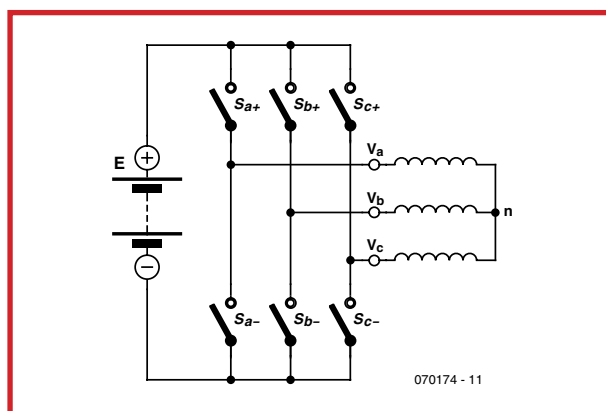 Sa+ Sb+ Sc+
Va
E +
Vb n
Vc
−
Sa− Sb− Sc−
070174 - 11